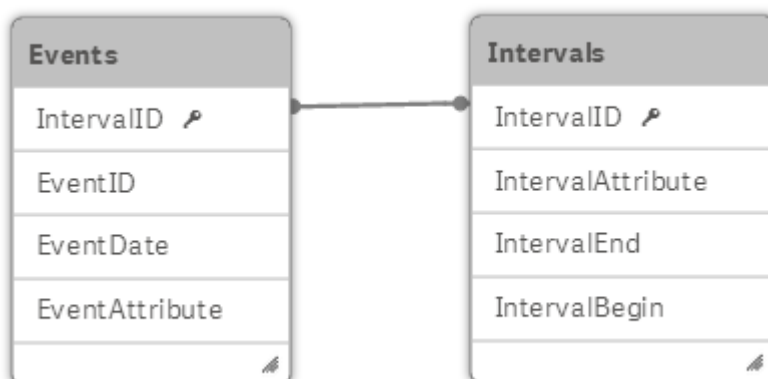 Events
IntervalID
EventID
EventDate
EventAttribute
Intervals
IntervalID
IntervalAttribute
IntervalEnd
IntervalBegin